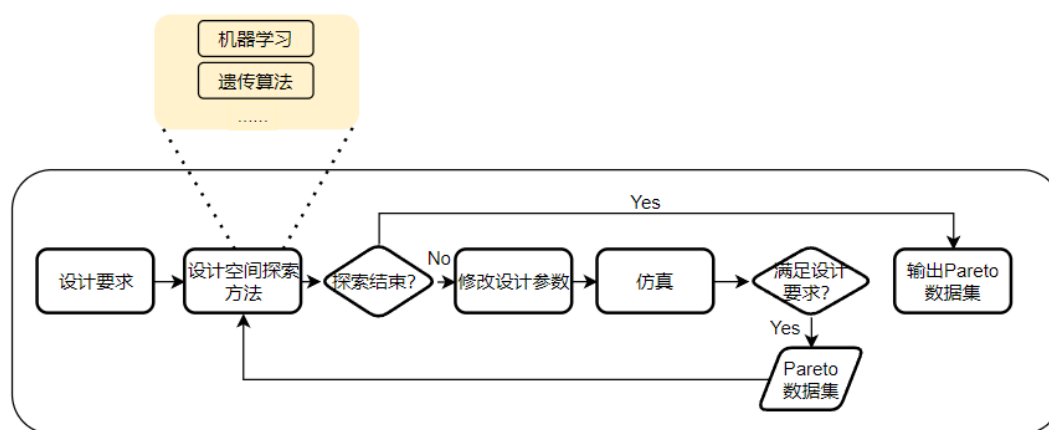 机器学习
遗传算法
......
Yes
设计要求
设计空间探索
方法
探索结束?
No
修改设计参数
仿真
满足设计
要求?
输出Pareto
数据集
Yes
Pareto
数据集